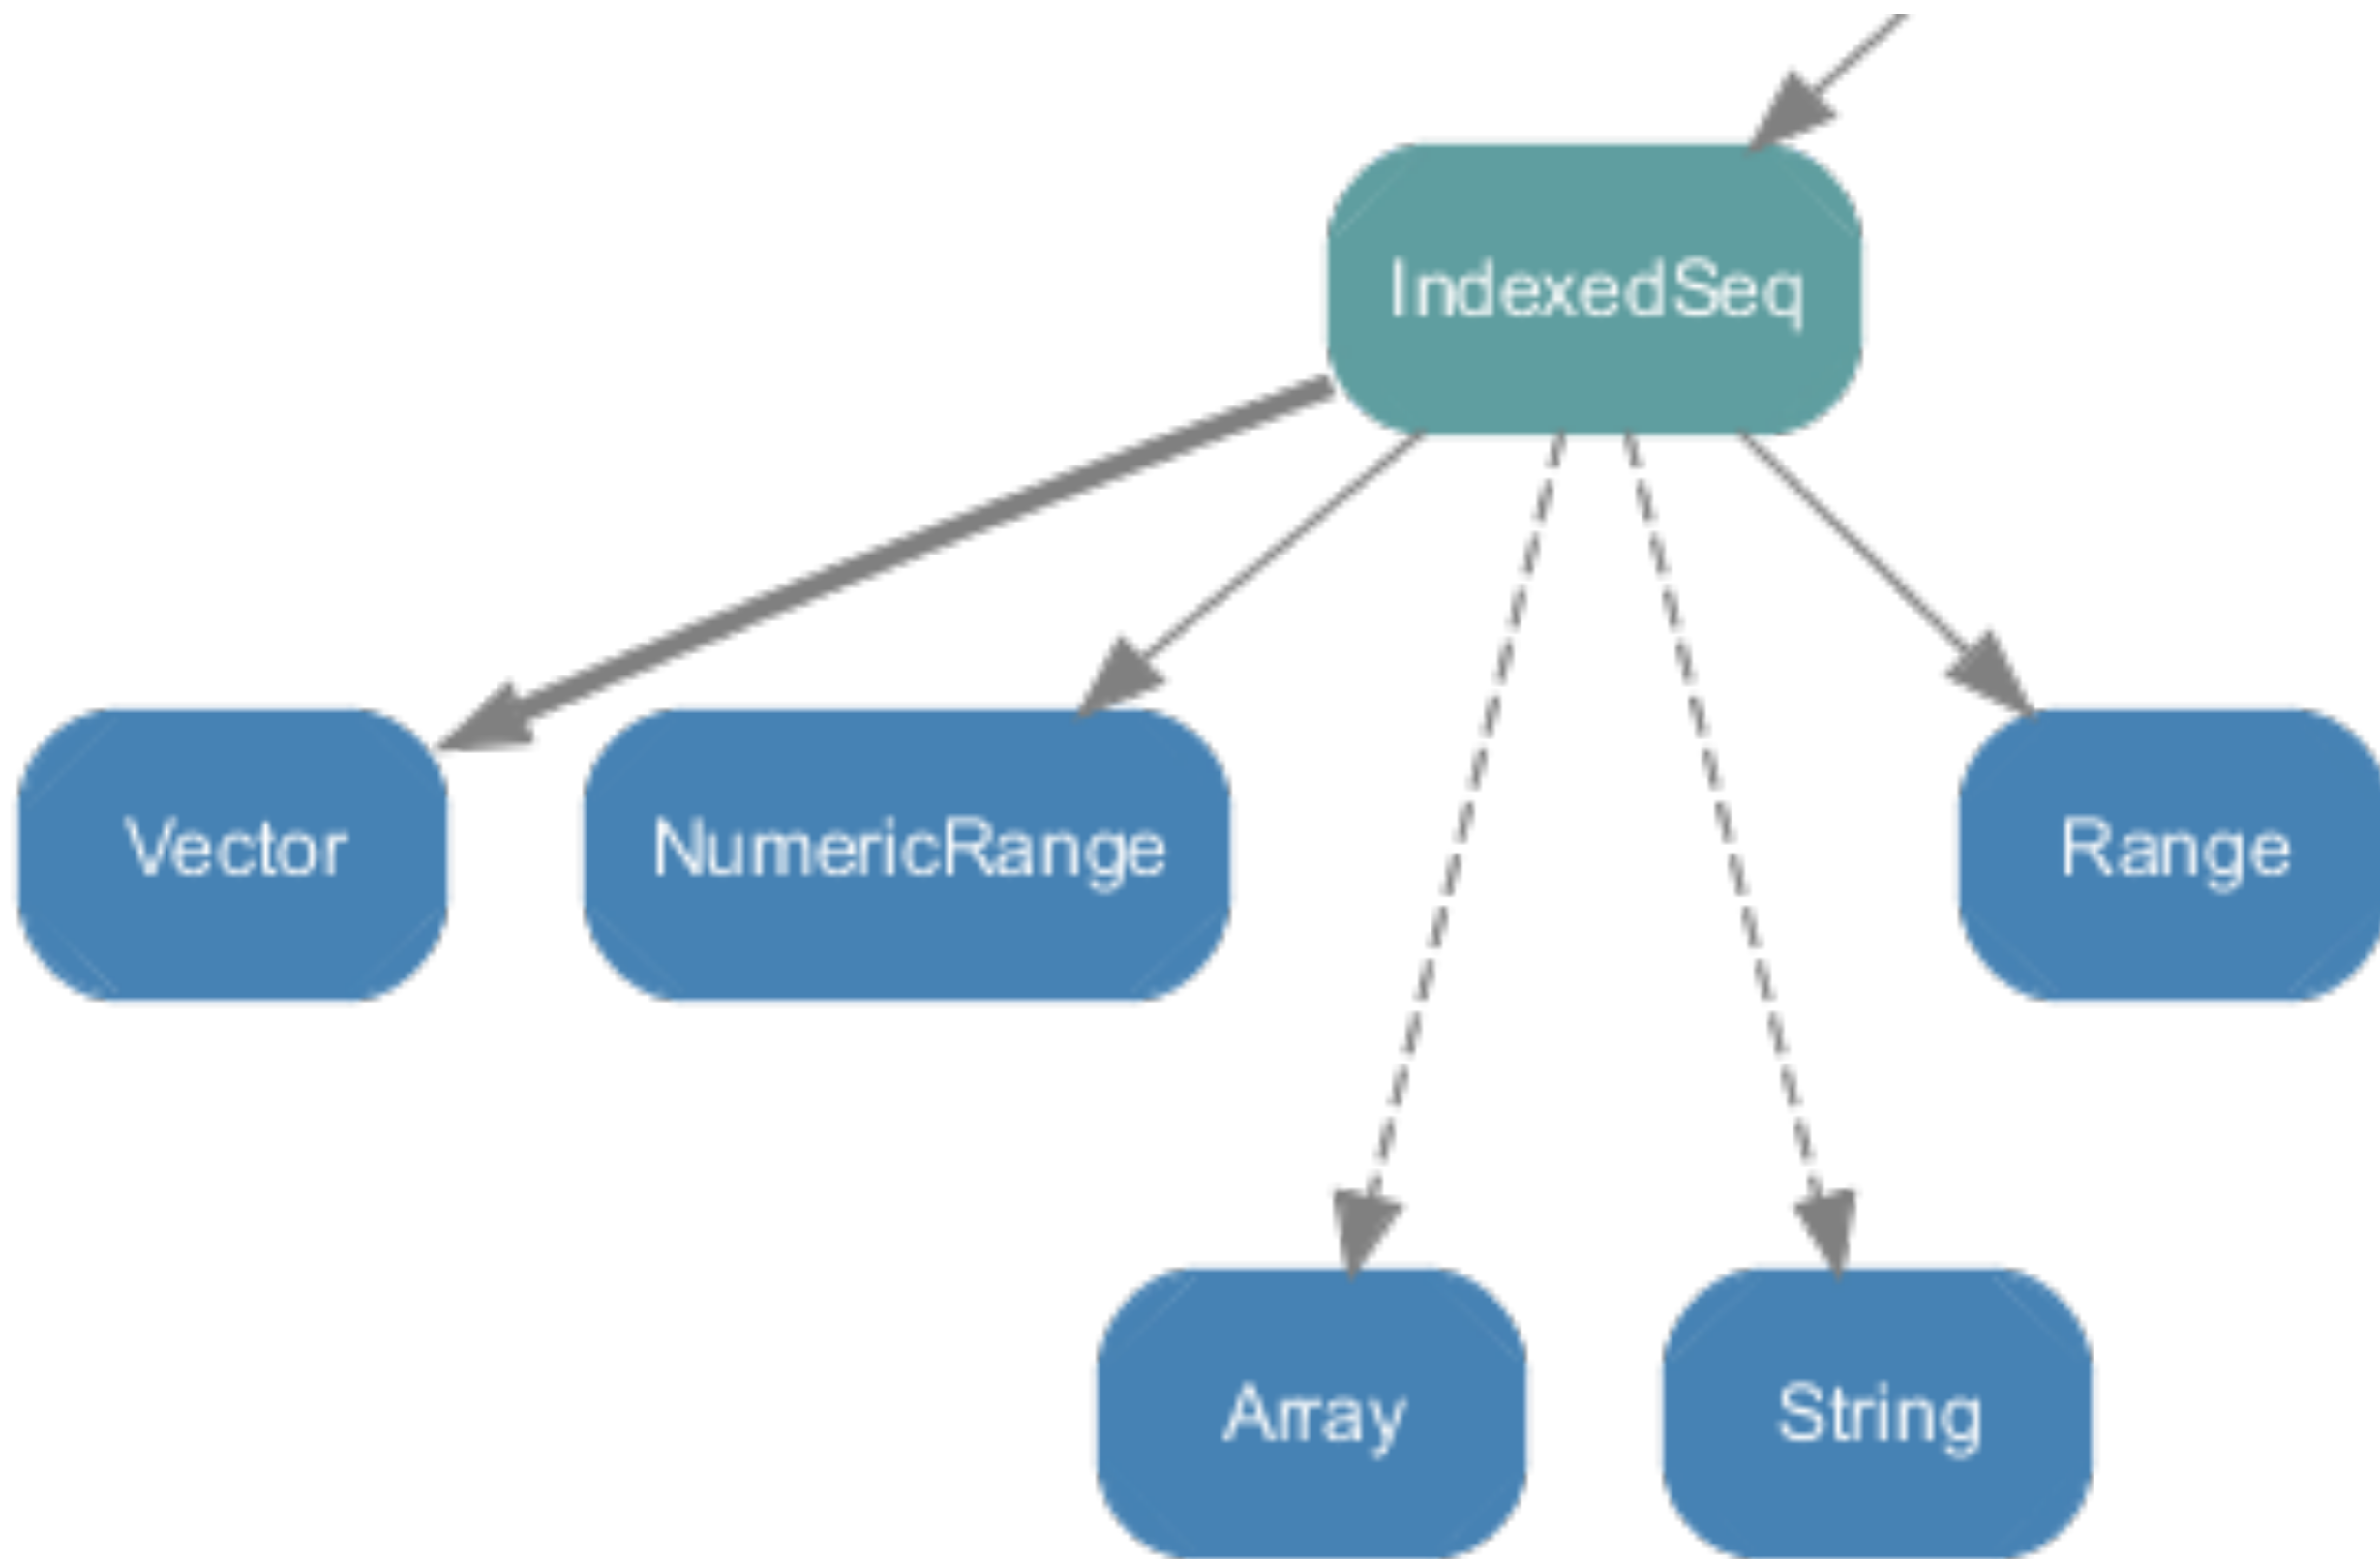 IndexedSeq
Vector
NumericRange
Range
Array
String